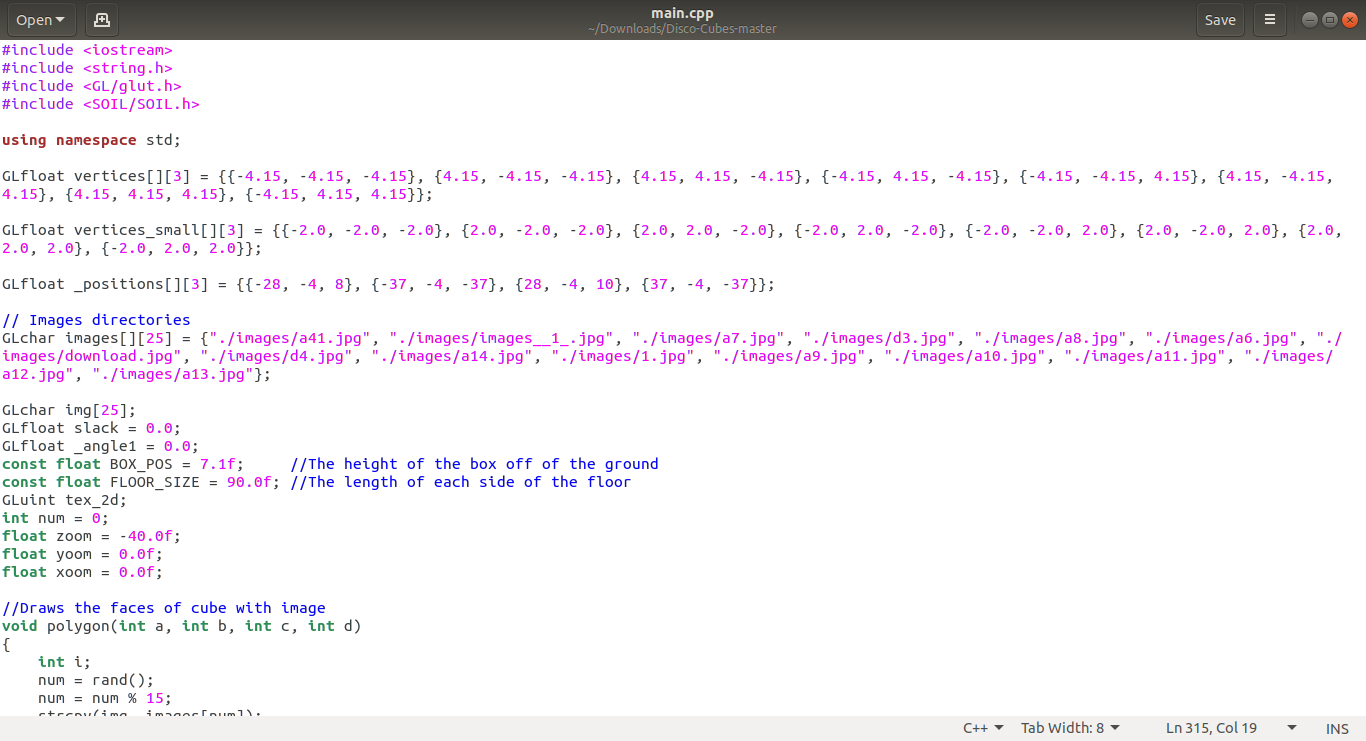 Open
main.cpp
~/Downloads/Disco-Cubes-master
Save
#include <iostream>
#include <string.h>
#include <GL/glut.h>
#include <SOIL/SOIL.h>
using namespace std;
GLfloat vertices[][3] = {{-4.15, -4.15, -4.15}, {4.15, -4.15, -4.15}, {4.15, 4.15, -4.15}, {-4.15, 4.15, -4.15}, {-4.15, -4.15, 4.15}, {4.15, -4.15,
4.15}, {4.15, 4.15, 4.15}, {-4.15, 4.15, 4.15}};
GLfloat vertices_small[][3] = {{-2.0, -2.0, -2.0}, {2.0, -2.0, -2.0}, {2.0, 2.0, -2.0}, {-2.0, 2.0, -2.0}, {-2.0, -2.0, 2.0}, {2.0, -2.0, 2.0}, {2.0,
2.0, 2.0}, {-2.0, 2.0, 2.0}};
GLfloat _positions[][3] = {{-28, -4, 8}, {-37, -4, -37}, {28, -4, 10}, {37, -4, -37}};
// Images directories
GLchar images[][25] = {"./images/a41.jpg", "./images/images__1_.jpg", "./images/a7.jpg", "./images/d3.jpg", "./images/a8.jpg", "./images/a6.jpg", "./
images/download.jpg", "./images/d4.jpg", "./images/a14.jpg", "./images/1.jpg", "./images/a9.jpg", "./images/a10.jpg", "./images/a11.jpg", "./images/
a12.jpg", "./images/a13.jpg"};
GLchar img[25];
GLfloat slack = 0.0;
GLfloat _angle1 = 0.0;
const float BOX_POS = 7.1f;     //The height of the box off of the ground
const float FLOOR_SIZE = 90.0f; //The length of each side of the floor
GLuint tex_2d;
int num = 0;
float zoom = -40.0f;
float yoom = 0.0f;
float xoom = 0.0f;
//Draws the faces of cube with image
void polygon(int a, int b, int c, int d)
{
    int i;
    num = rand();
    num = num % 15;
    strcpy(img, images[num]);
C++ Tab Width: 8 Ln 315, Col 19 INS